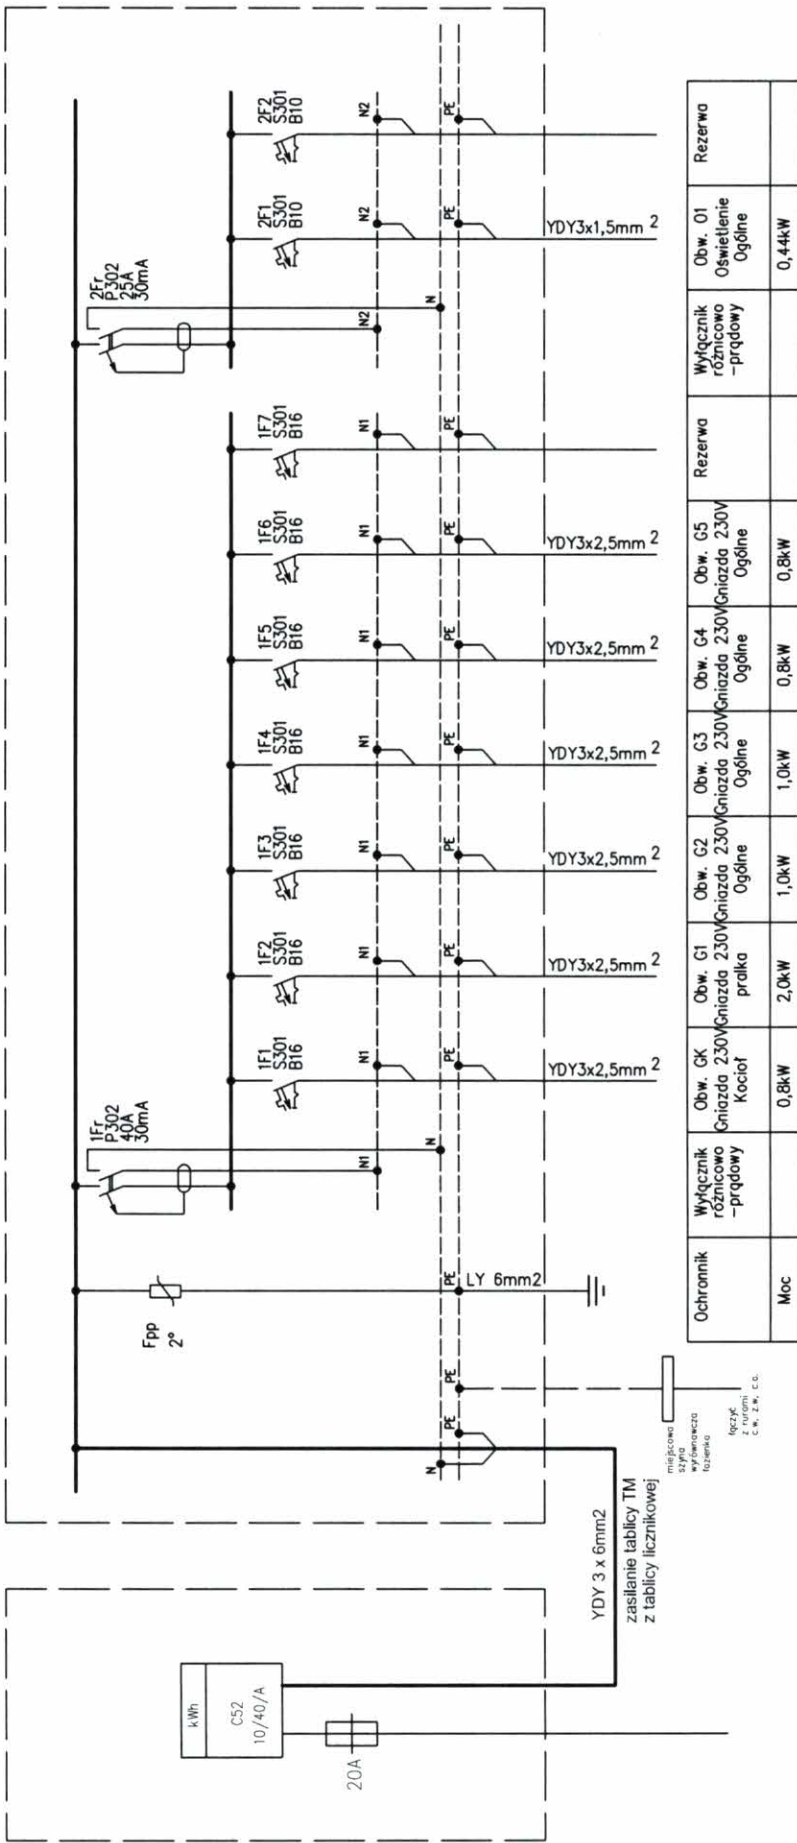 kWh
C52
10/40/A
20A
YDY 3 x 6mm2
zasilanie tablicy TM
z tablicy licznikowej
N
PE
PE
miejscowa
szyna
wyrównawcza
łazienka
łączyć
z rurami
c.w, z.w, c.o.
Fpp
2°
PE
LY 6mm2
1Fr
P302
40A
30mA
N1
N
1F1
S301
B16
N1
PE
YDY3x2,5mm 2
1F2
S301
B16
N1
PE
YDY3x2,5mm 2
1F3
S301
B16
N1
PE
YDY3x2,5mm 2
1F4
S301
B16
N1
PE
YDY3x2,5mm 2
1F5
S301
B16
N1
PE
YDY3x2,5mm 2
1F6
S301
B16
N1
PE
YDY3x2,5mm 2
1F7
S301
B16
N1
PE
2Fr
P302
25A
30mA
N2
N
2F1
S301
B10
N2
PE
YDY3x1,5mm 2
2F2
S301
B10
N2
PE
Ochronnik
Wyłącznik
różnicowo
-prądowy
Obw. GK
Gniazda 230V
Kocioł
Obw. G1
Gniazda 230V
pralka
Obw. G2
Gniazda 230V
Ogólne
Obw. G3
Gniazda 230V
Ogólne
Obw. G4
Gniazda 230V
Ogólne
Obw. G5
Gniazda 230V
Ogólne
Rezerwa
Wyłącznik
różnicowo
-prądowy
Obw. O1
Oświetlenie
Ogólne
Rezerwa
Moc
0,8kW
2,0kW
1,0kW
1,0kW
0,8kW
0,8kW
0,44kW